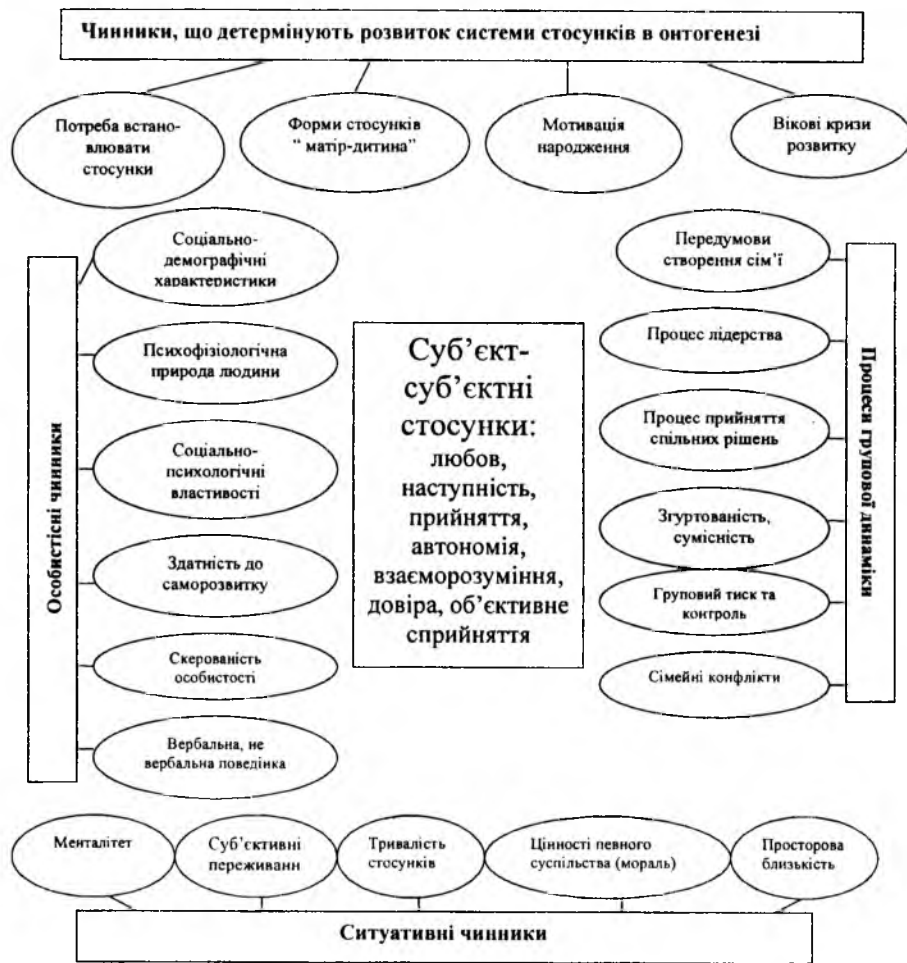 Чинники, що детермінують розвиток системи стосунків в онтогенезі
Потреба встано-
влювати
стосунки
Форми стосунків
" матір-дитина"
Мотивація
народження
Вікові кризи
розвитку
Особистісні чинники
Соціально-
демографічні
характеристики
Психофізіологічна
природа людини
Соціально-
психологічні
властивості
Здатність до
саморозвитку
Скерованість
особистості
Вербальна, не
вербальна поведінка
Суб’єкт-
суб’єктні
стосунки:
любов,
наступність,
прийняття,
автономія,
взаєморозуміння,
довіра, об’єктивне
сприйняття
Передумови
створення сім’ї
Процес лідерства
Процес прийняття
спільних рішень
Згуртованість,
сумісність
Груповий тиск та
контроль
Сімейні конфлікти
Процеси групової динаміки
Менталітет
Суб’єктивні
переживанн
Тривалість
стосунків
Цінності певного
суспільства (мораль)
Просторова
близькість
Ситуативні чинники